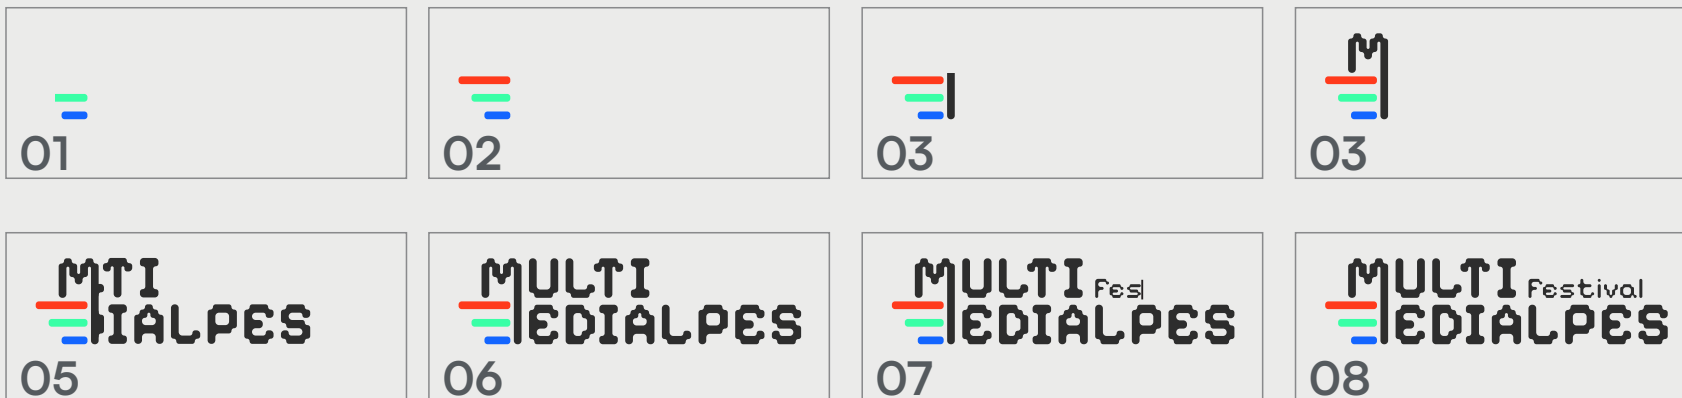 01
02
03
M
03
MTI
IALPES
05
MULTI
EDIALPES
06
MULTI Fes
EDIALPES
07
MULTI Festival
EDIALPES
08